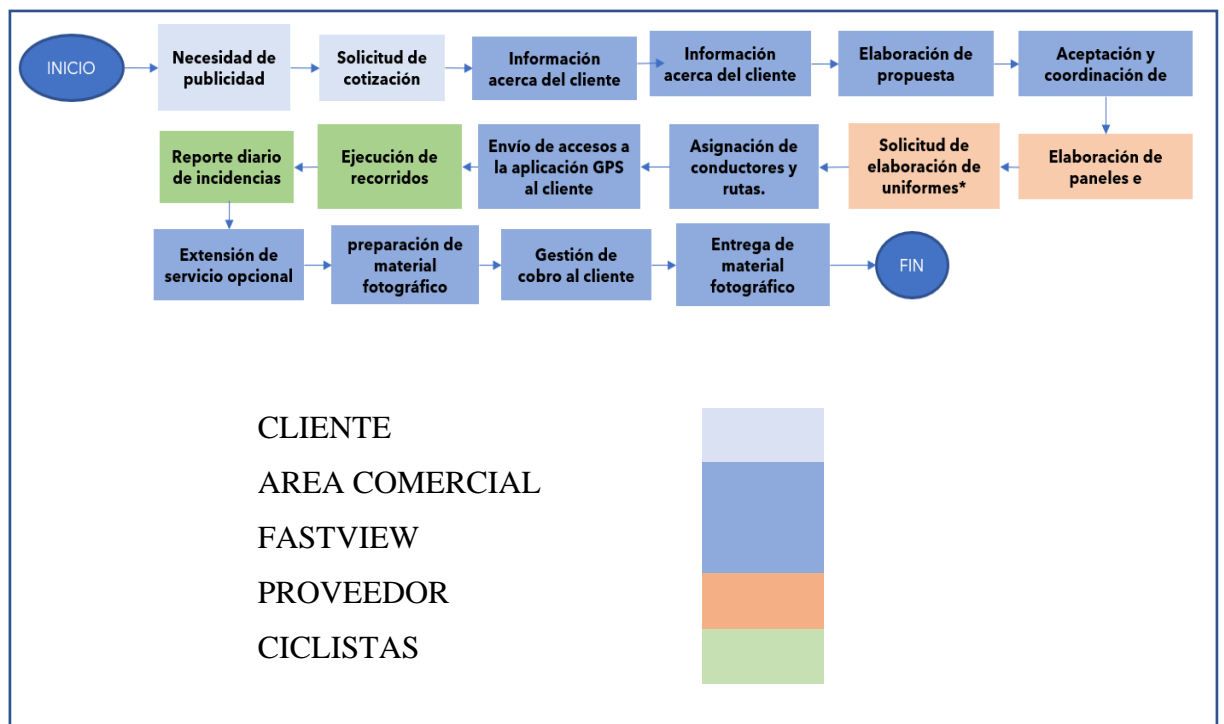 INICIO
Necesidad de
publicidad
Solicitud de
cotización
Información
acerca del cliente
Información
acerca del cliente
Elaboración de
propuesta
Aceptación y
coordinación de
Elaboración de
paneles e
Solicitud de
elaboración de
uniformes*
Asignación de
conductores y
rutas.
Envío de accesos a
la aplicación GPS
al cliente
Ejecución de
recorridos
Reporte diario
de incidencias
Extensión de
servicio opcional
preparación de
material
fotográfico
Gestión de
cobro al cliente
Entrega de
material
fotográfico
FIN
CLIENTE
AREA COMERCIAL
FASTVIEW
PROVEEDOR
CICLISTAS